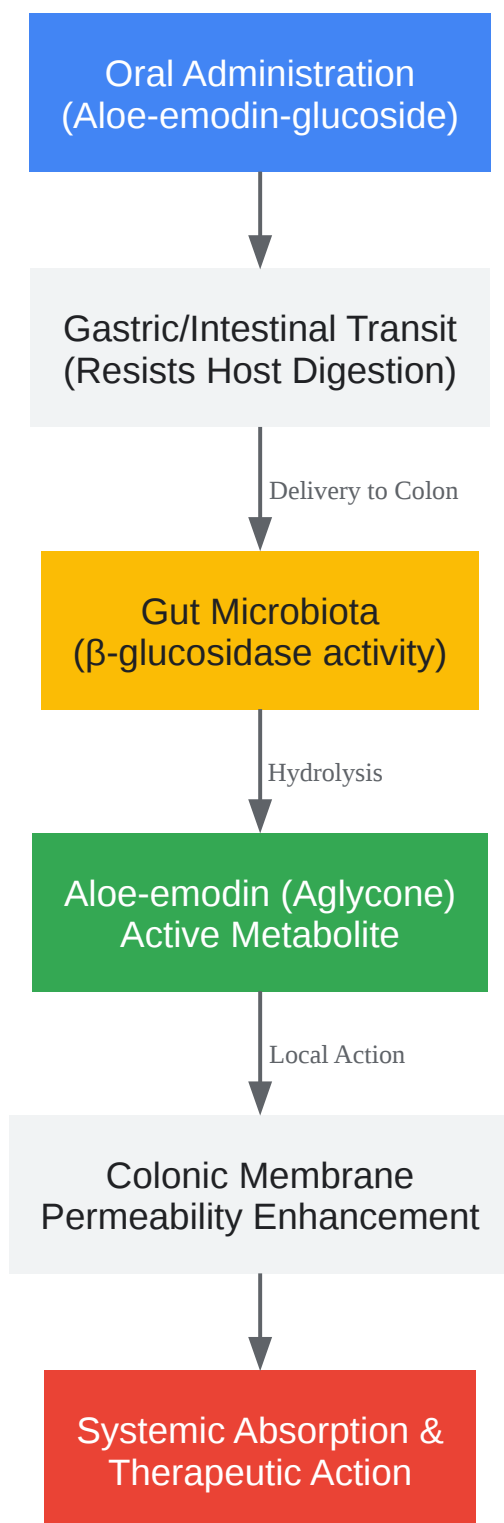 Oral Administration
(Aloe-emodin-glucoside)
Gastric/Intestinal Transit
(Resists Host Digestion)
Delivery to Colon
Gut Microbiota
(β-glucosidase activity)
Hydrolysis
Aloe-emodin (Aglycone)
Active Metabolite
Local Action
Colonic Membrane
Permeability Enhancement
Systemic Absorption &
Therapeutic Action